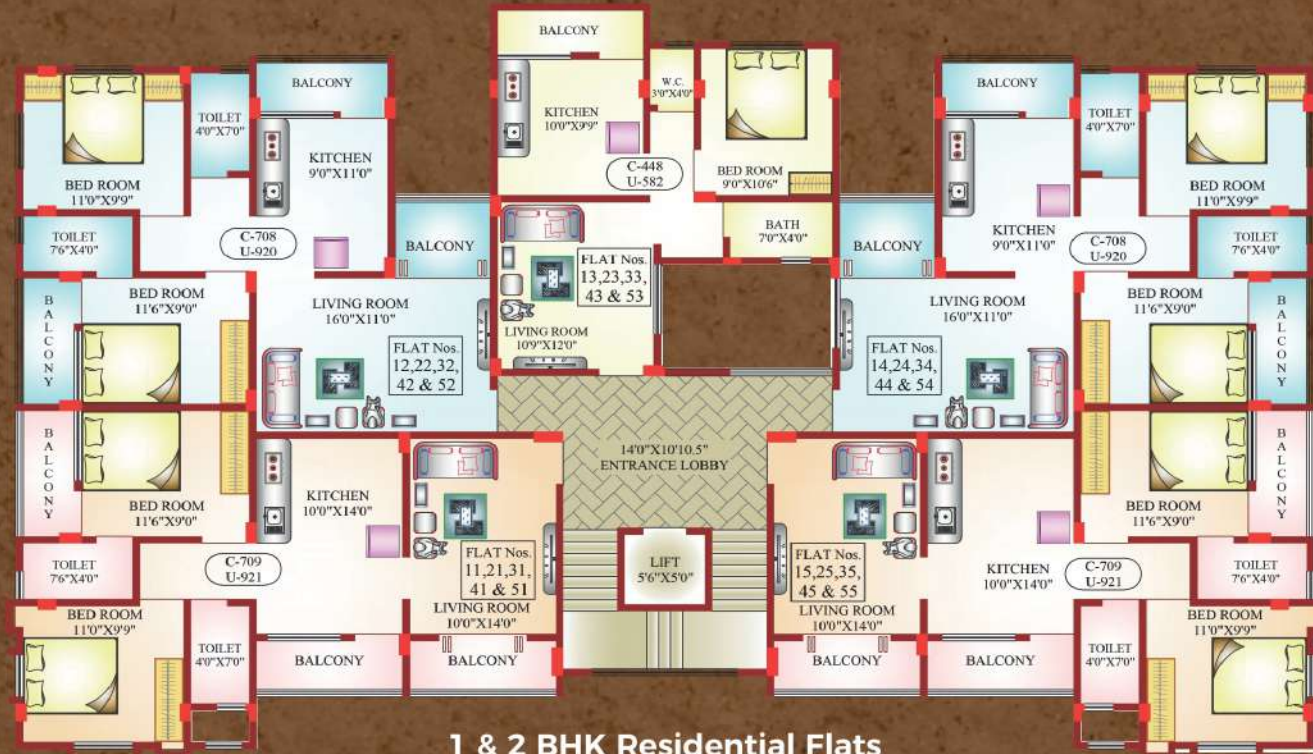 BALCONY
KITCHEN
10'0"X9'9"
W.C.
3'0"X4'0"
BED ROOM
9'0"X10'6"
C-448
U-582
BATH
7'0"X4'0"
FLAT Nos.
13,23,33,
43 & 53
LIVING ROOM
10'9"X12'0"
BED ROOM
11'0"X9'9"
TOILET
4'0"X7'0"
BALCONY
KITCHEN
9'0"X11'0"
TOILET
7'6"X4'0"
C-708
U-920
BALCONY
BALCONY
BED ROOM
11'6"X9'0"
LIVING ROOM
16'0"X11'0"
FLAT Nos.
12,22,32,
42 & 52
BALCONY
TOILET
4'0"X7'0"
BED ROOM
11'0"X9'9"
KITCHEN
9'0"X11'0"
C-708
U-920
TOILET
7'6"X4'0"
BALCONY
LIVING ROOM
16'0"X11'0"
BED ROOM
11'6"X9'0"
BALCONY
FLAT Nos.
14,24,34,
44 & 54
14'0"X10'10.5"
ENTRANCE LOBBY
LIFT
5'6"X5'0"
BALCONY
BED ROOM
11'6"X9'0"
KITCHEN
10'0"X14'0"
TOILET
7'6"X4'0"
C-709
U-921
FLAT Nos.
11,21,31,
41 & 51
LIVING ROOM
10'0"X14'0"
BED ROOM
11'0"X9'9"
TOILET
4'0"X7'0"
BALCONY
BALCONY
FLAT Nos.
15,25,35,
45 & 55
LIVING ROOM
10'0"X14'0"
KITCHEN
10'0"X14'0"
C-709
U-921
BED ROOM
11'6"X9'0"
BALCONY
TOILET
7'6"X4'0"
BED ROOM
11'0"X9'9"
TOILET
4'0"X7'0"
BALCONY
BALCONY
1 & 2 BHK Residential Flats